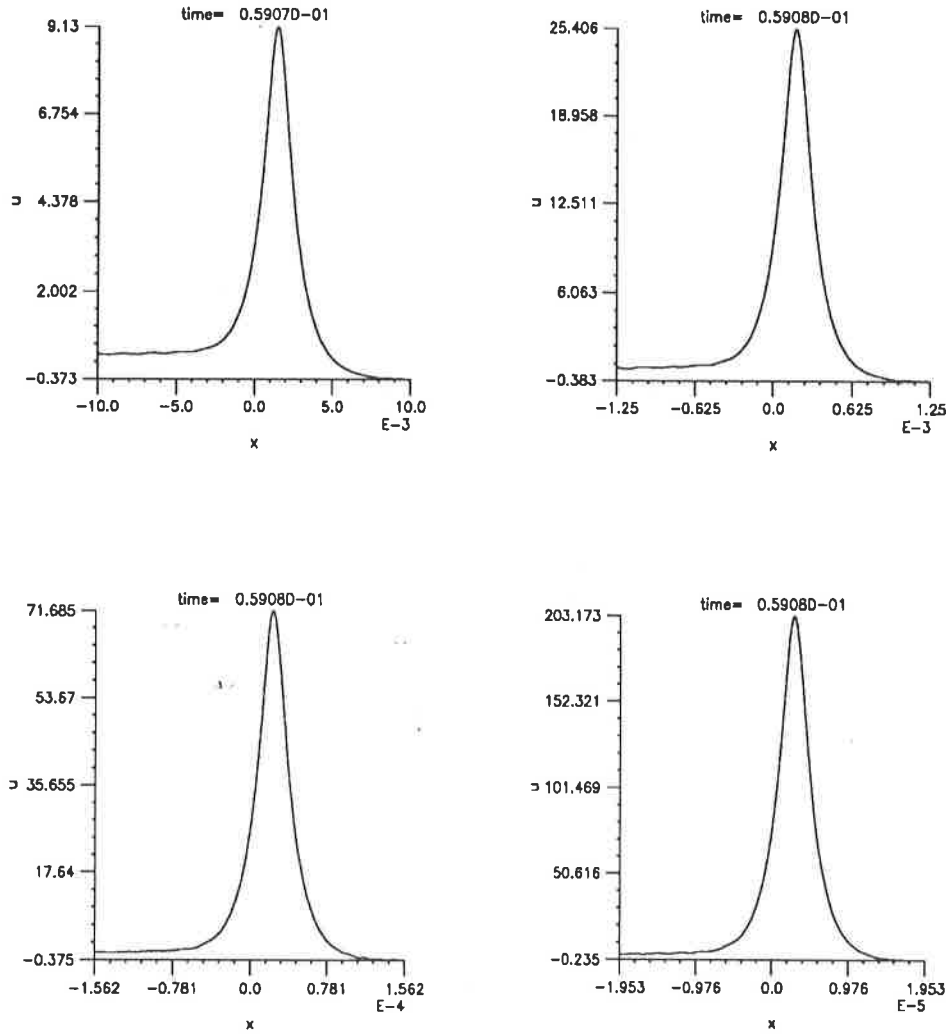 time= 0.5907D-01
9.13
6.754
4.378
2.002
-0.373
u
-10.0 -5.0 0.0 5.0 10.0
E-3
x
time= 0.5908D-01
25.406
18.958
12.511
6.063
-0.383
u
-1.25 -0.625 0.0 0.625 1.25
E-3
x
time= 0.5908D-01
71.685
53.67
35.655
17.64
-0.375
u
-1.562 -0.781 0.0 0.781 1.562
E-4
x
time= 0.5908D-01
203.173
152.321
101.469
50.616
-0.235
u
-1.953 -0.976 0.0 0.976 1.953
E-5
x